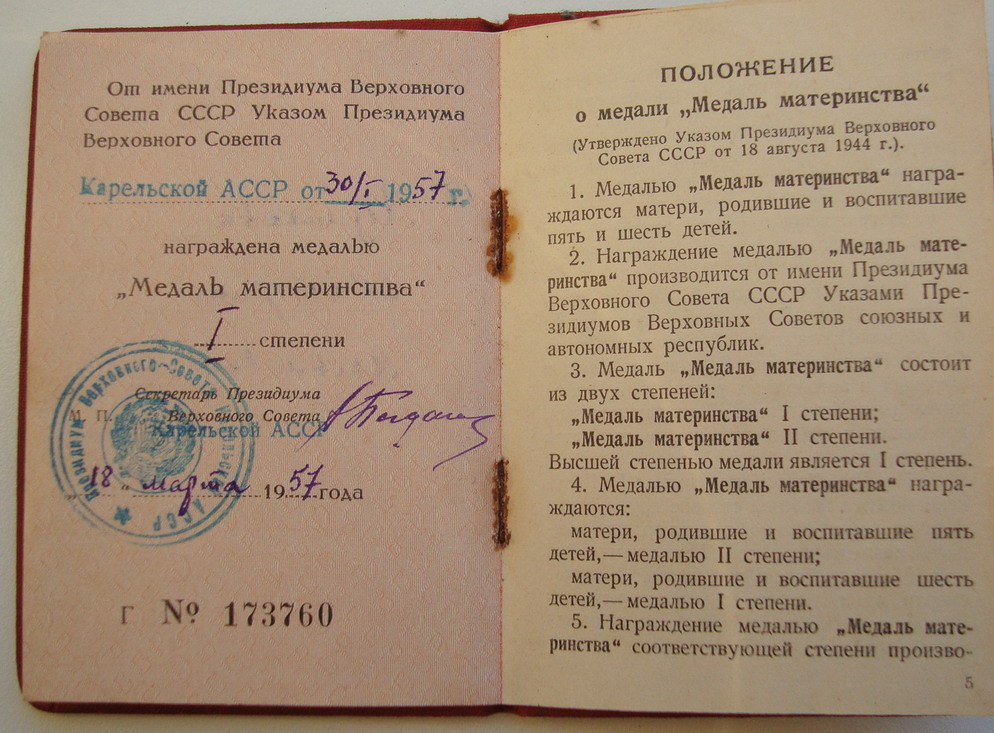 От имени Президиума Верховного
Совета СССР Указом Президиума
Верховного Совета
Карельской АССР от 30/I 1957 г.
награждена медалью
„Медаль материнства“
I степени
Секретарь Президиума
М. П. Верховного Совета
Карельской АССР
„18“ марта 1957 года
Президиум Верховного Совета Карельской АССР
Г № 173760
ПОЛОЖЕНИЕ
о медали „Медаль материнства“
(Утверждено Указом Президиума Верховного
Совета СССР от 18 августа 1944 г.).
1. Медалью „Медаль материнства“ награ-
ждаются матери, родившие и воспитавшие
пять и шесть детей.
2. Награждение медалью „Медаль мате-
ринства“ производится от имени Президиума
Верховного Совета СССР Указами Пре-
зидиумов Верховных Советов союзных и
автономных республик.
3. Медаль „Медаль материнства“ состоит
из двух степеней:
„Медаль материнства“ I степени;
„Медаль материнства“ II степени.
Высшей степенью медали является I степень.
4. Медалью „Медаль материнства“ награ-
ждаются:
матери, родившие и воспитавшие пять
детей,— медалью II степени;
матери, родившие и воспитавшие шесть
детей,— медалью I степени.
5. Награждение медалью „Медаль мате-
ринства“ соответствующей степени произво-
5